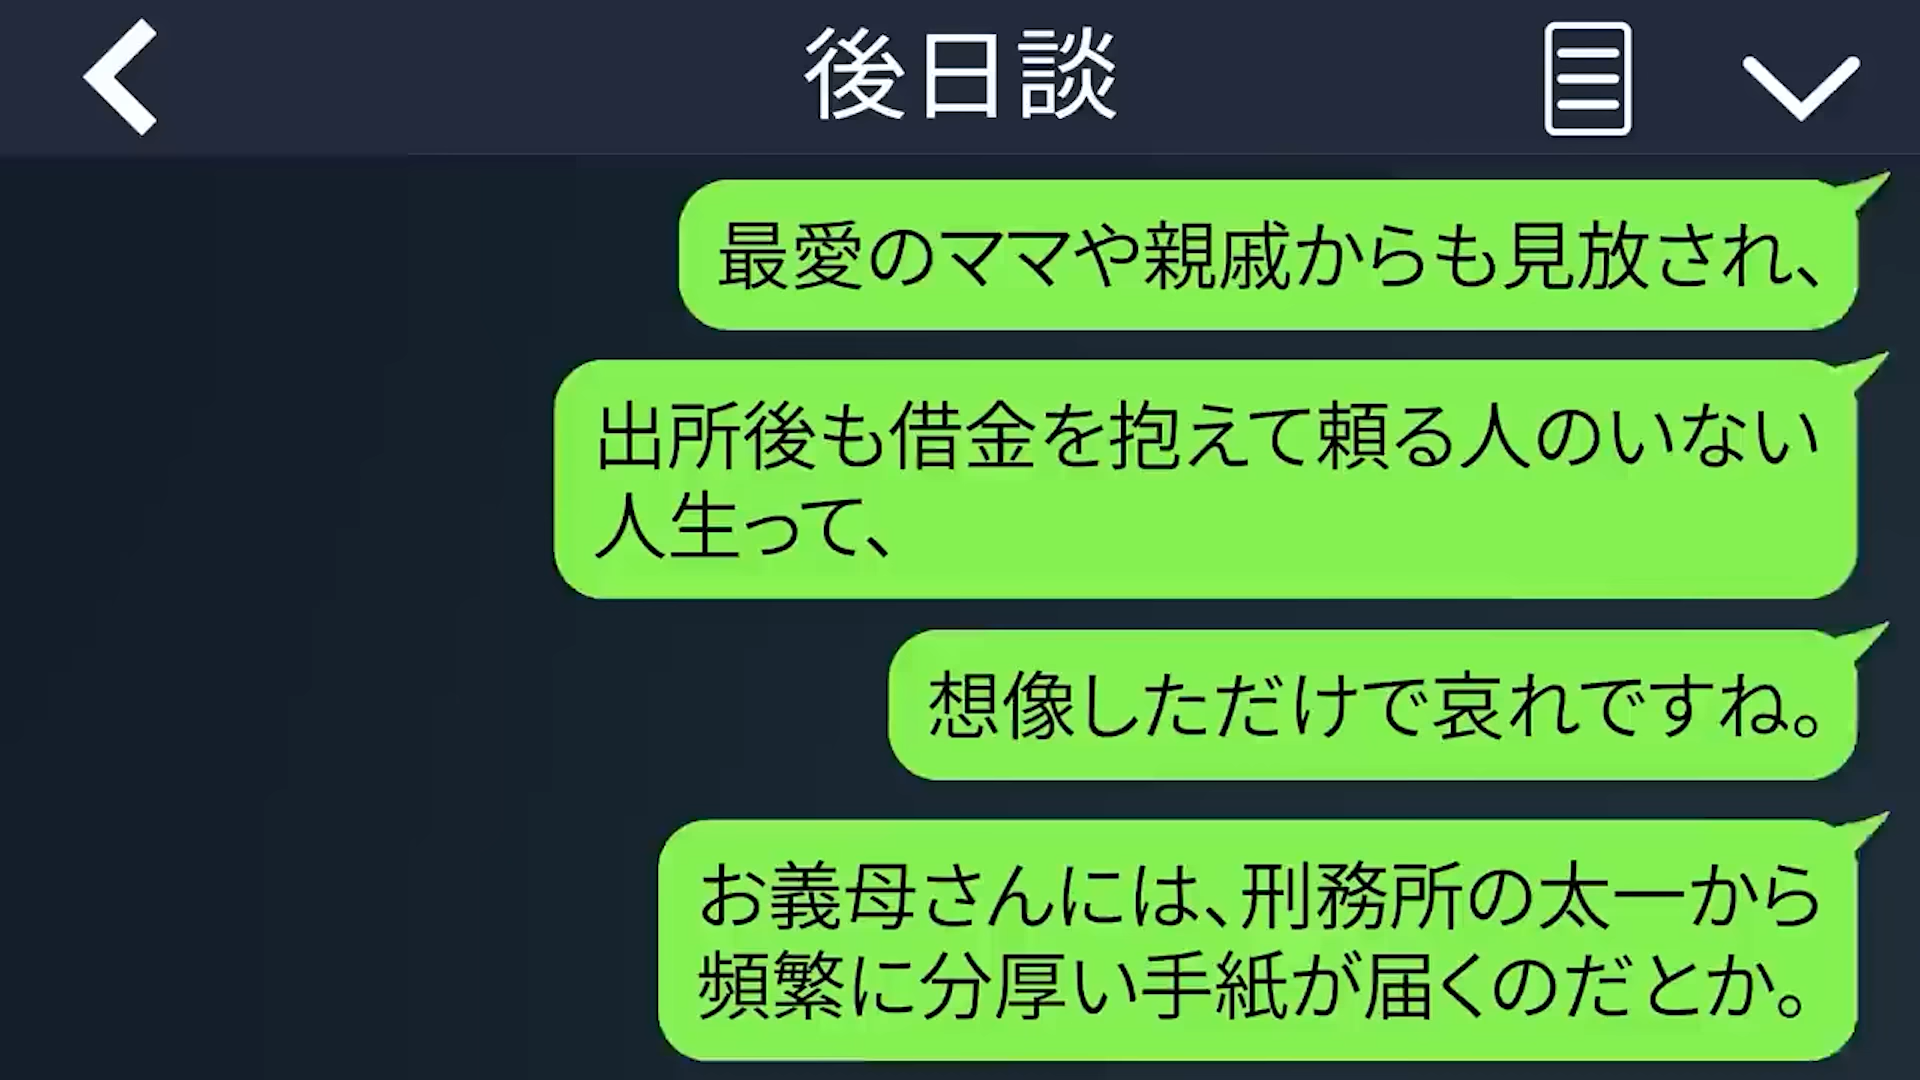 後日談
最愛のママや親戚からも見放され、
出所後も借金を抱えて頼る人のいない
人生って、
想像しただけで哀れですね。
お義母さんには、刑務所の太一から
頻繁に分厚い手紙が届くのだとか。